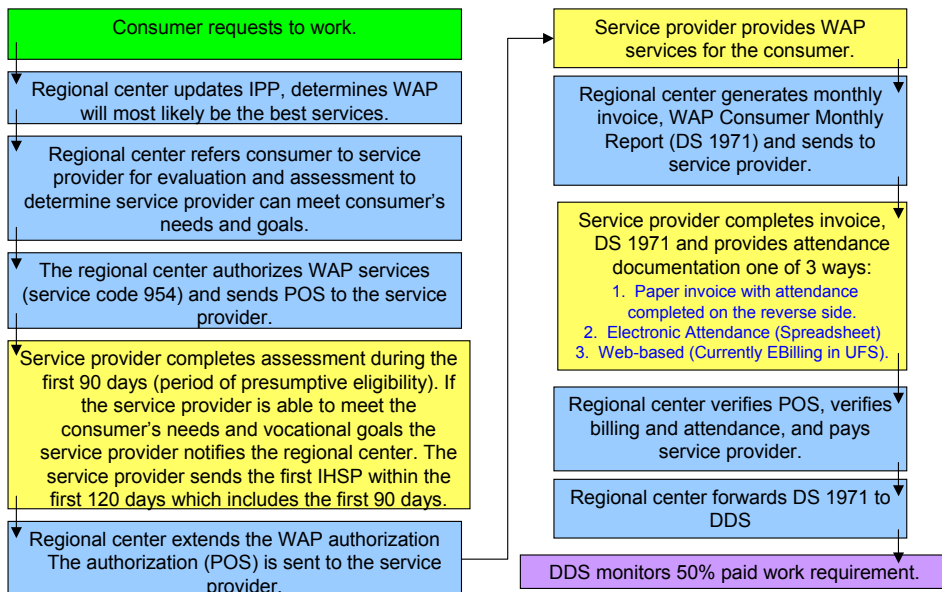 Consumer requests to work.
Regional center updates IPP, determines WAP
will most likely be the best services.
Regional center refers consumer to service
provider for evaluation and assessment to
determine service provider can meet consumer's
needs and goals.
The regional center authorizes WAP services
(service code 954) and sends POS to the service
provider.
Service provider completes assessment during the
first 90 days (period of presumptive eligibility). If
the service provider is able to meet the
consumer's needs and vocational goals the
service provider notifies the regional center. The
service provider sends the first IHSP within the
first 120 days which includes the first 90 days.
Regional center extends the WAP authorization
The authorization (POS) is sent to the service
provider.
Service provider provides WAP
services for the consumer.
Regional center generates monthly
invoice, WAP Consumer Monthly
Report (DS 1971) and sends to
service provider.
Service provider completes invoice,
DS 1971 and provides attendance
documentation one of 3 ways:
1. Paper invoice with attendance
completed on the reverse side.
2. Electronic Attendance (Spreadsheet)
3. Web-based (Currently EBilling in UFS).
Regional center verifies POS, verifies
billing and attendance, and pays
service provider.
Regional center forwards DS 1971 to
DDS
DDS monitors 50% paid work requirement.